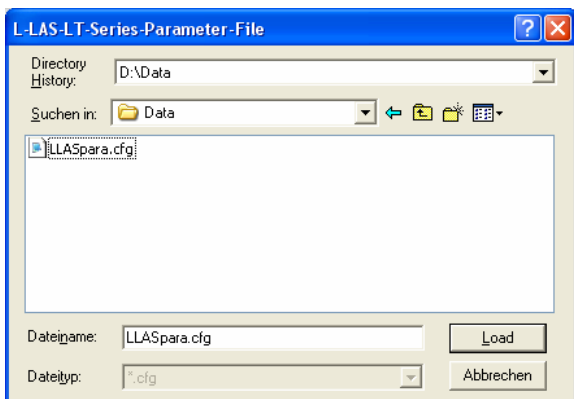 L-LAS-LT-Series-Parameter-File
Directory
History:
D:\Data
Suchen in:
Data
LLASpara.cfg
Dateiname:
LLASpara.cfg
Load
Dateityp:
*.cfg
Abbrechen